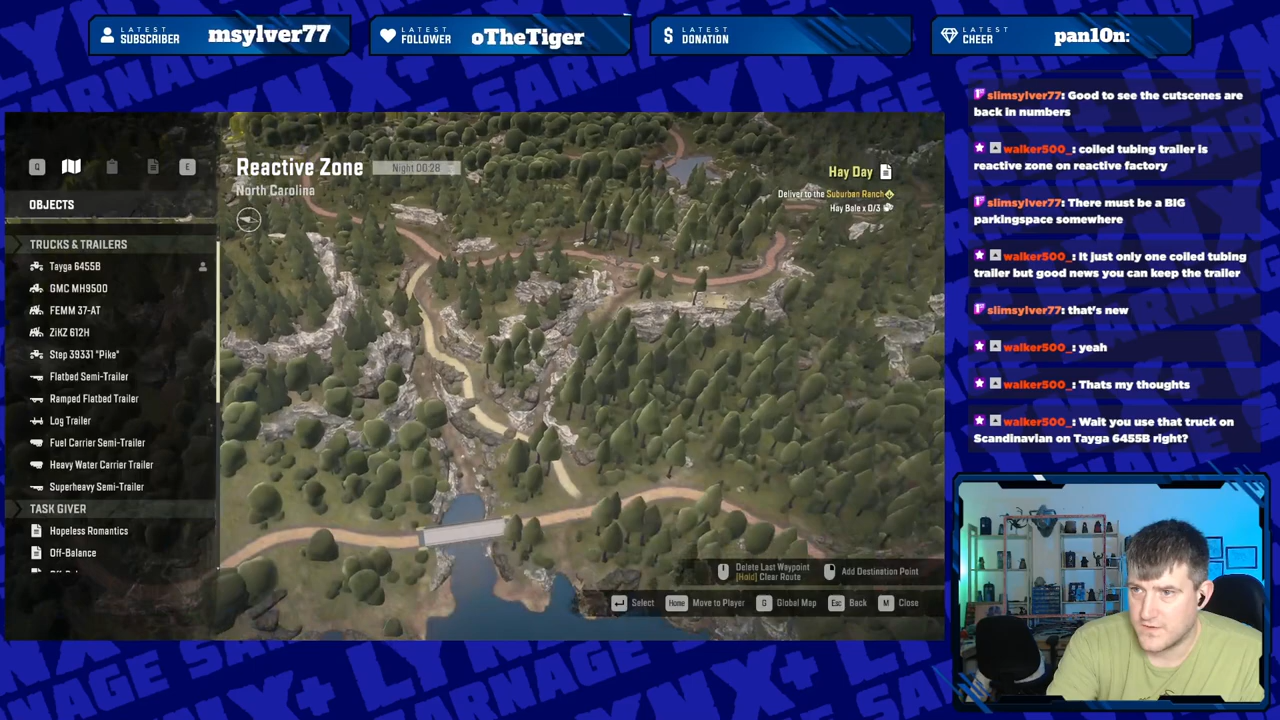 LATEST
SUBSCRIBER
msylver77
LATEST
FOLLOWER
oTheTiger
LATEST
DONATION
LATEST
CHEER
pan10n:
Q
E
OBJECTS
TRUCKS & TRAILERS
Tayga 6455B
GMC MH9500
FEMM 37-AT
ZiKZ 612H
Step 39331 "Pike"
Flatbed Semi-Trailer
Ramped Flatbed Trailer
Log Trailer
Fuel Carrier Semi-Trailer
Heavy Water Carrier Trailer
Superheavy Semi-Trailer
TASK GIVER
Hopeless Romantics
Off-Balance
Reactive Zone
Night 00:28
North Carolina
Hay Day
Deliver to the Suburban Ranch
Hay Bale x 0/3
Delete Last Waypoint
[Hold] Clear Route
Add Destination Point
Select
Home Move to Player
G Global Map
Esc Back
M Close
slimsylver77: Good to see the cutscenes are
back in numbers
walker500_: coiled tubing trailer is
reactive zone on reactive factory
slimsylver77: There must be a BIG
parkingspace somewhere
walker500_: It just only one coiled tubing
trailer but good news you can keep the trailer
slimsylver77: that's new
walker500_: yeah
walker500_: Thats my thoughts
walker500_: Wait you use that truck on
Scandinavian on Tayga 6455B right?